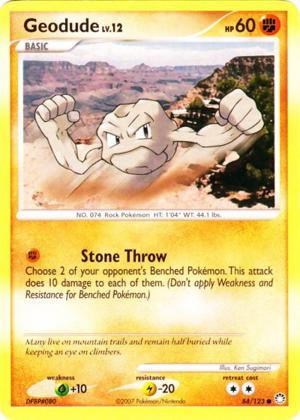 Geodude LV.12 HP 60
BASIC
NO. 074 Rock Pokémon HT: 1'04" WT: 44.1 lbs.
Stone Throw
Choose 2 of your opponent's Benched Pokémon. This attack
does 10 damage to each of them. (Don't apply Weakness and
Resistance for Benched Pokémon.)
Many live on mountain trails and remain half buried while
keeping an eye on climbers.
Illus. Ken Sugimori
weakness resistance retreat cost
+10 -20
DPBP#080 ©2007 Pokémon/Nintendo 84/123